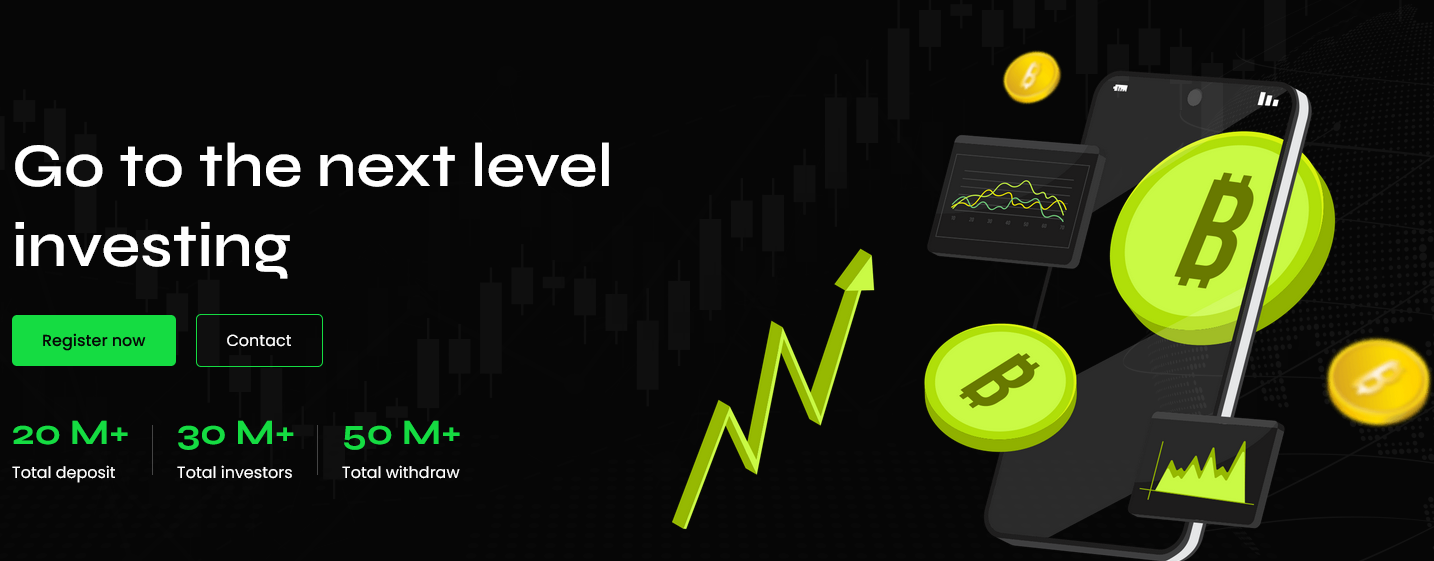 Go to the next level
investing
Register now
Contact
20 M+
30 M+
50 M+
Total deposit
Total investors
Total withdraw